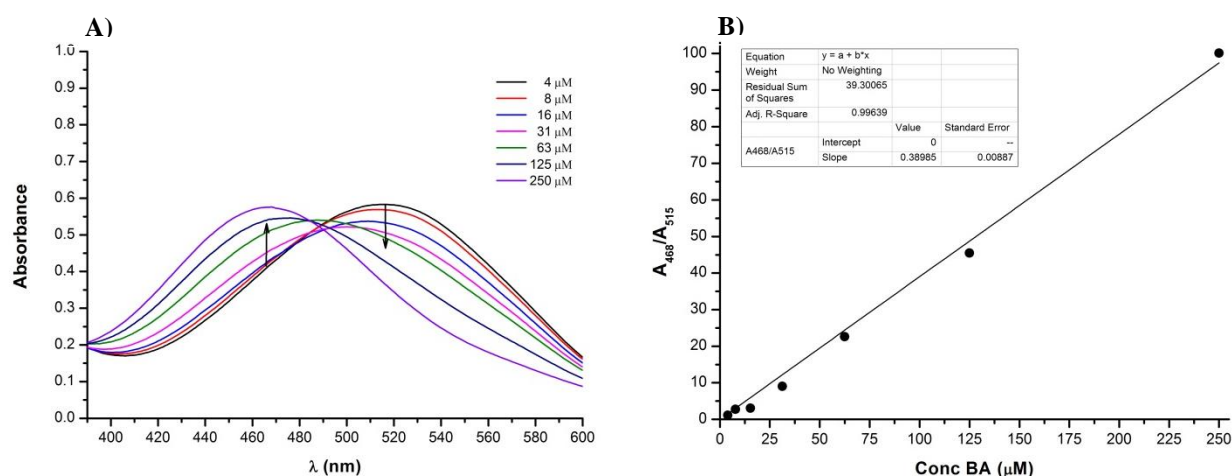 A)
1.0
0.9
0.8
0.7
0.6
0.5
0.4
0.3
0.2
0.1
0.0
Absorbance
400 420 440 460 480 500 520 540 560 580 600
λ (nm)
4 μM
8 μM
16 μM
31 μM
63 μM
125 μM
250 μM
B)
100
90
80
70
60
50
40
30
20
10
0
A468/A515
0 25 50 75 100 125 150 175 200 225 250
Conc BA (μM)
Equation y = a + b*x
Weight No Weighting
Residual Sum
of Squares 39.30065
Adj. R-Square 0.99639
Value Standard Error
A468/A515 Intercept 0 --
Slope 0.38985 0.00887